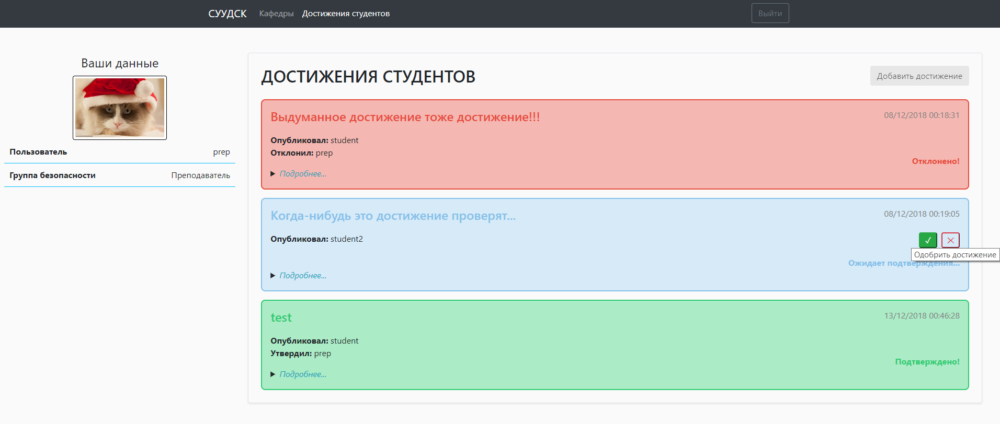 СУУДСК Кафедры Достижения студентов Выйти
Ваши данные
Пользователь prep
Группа безопасности Преподаватель
ДОСТИЖЕНИЯ СТУДЕНТОВ Добавить достижение
Выдуманное достижение тоже достижение!!! 08/12/2018 00:18:31
Опубликовал: student
Отклонил: prep
Отклонено!
Подробнее...
Когда-нибудь это достижение проверят... 08/12/2018 00:19:05
Опубликовал: student2
Одобрить достижение
Ожидает подтверждения...
Подробнее...
test 13/12/2018 00:46:28
Опубликовал: student
Утвердил: prep
Подтверждено!
Подробнее...